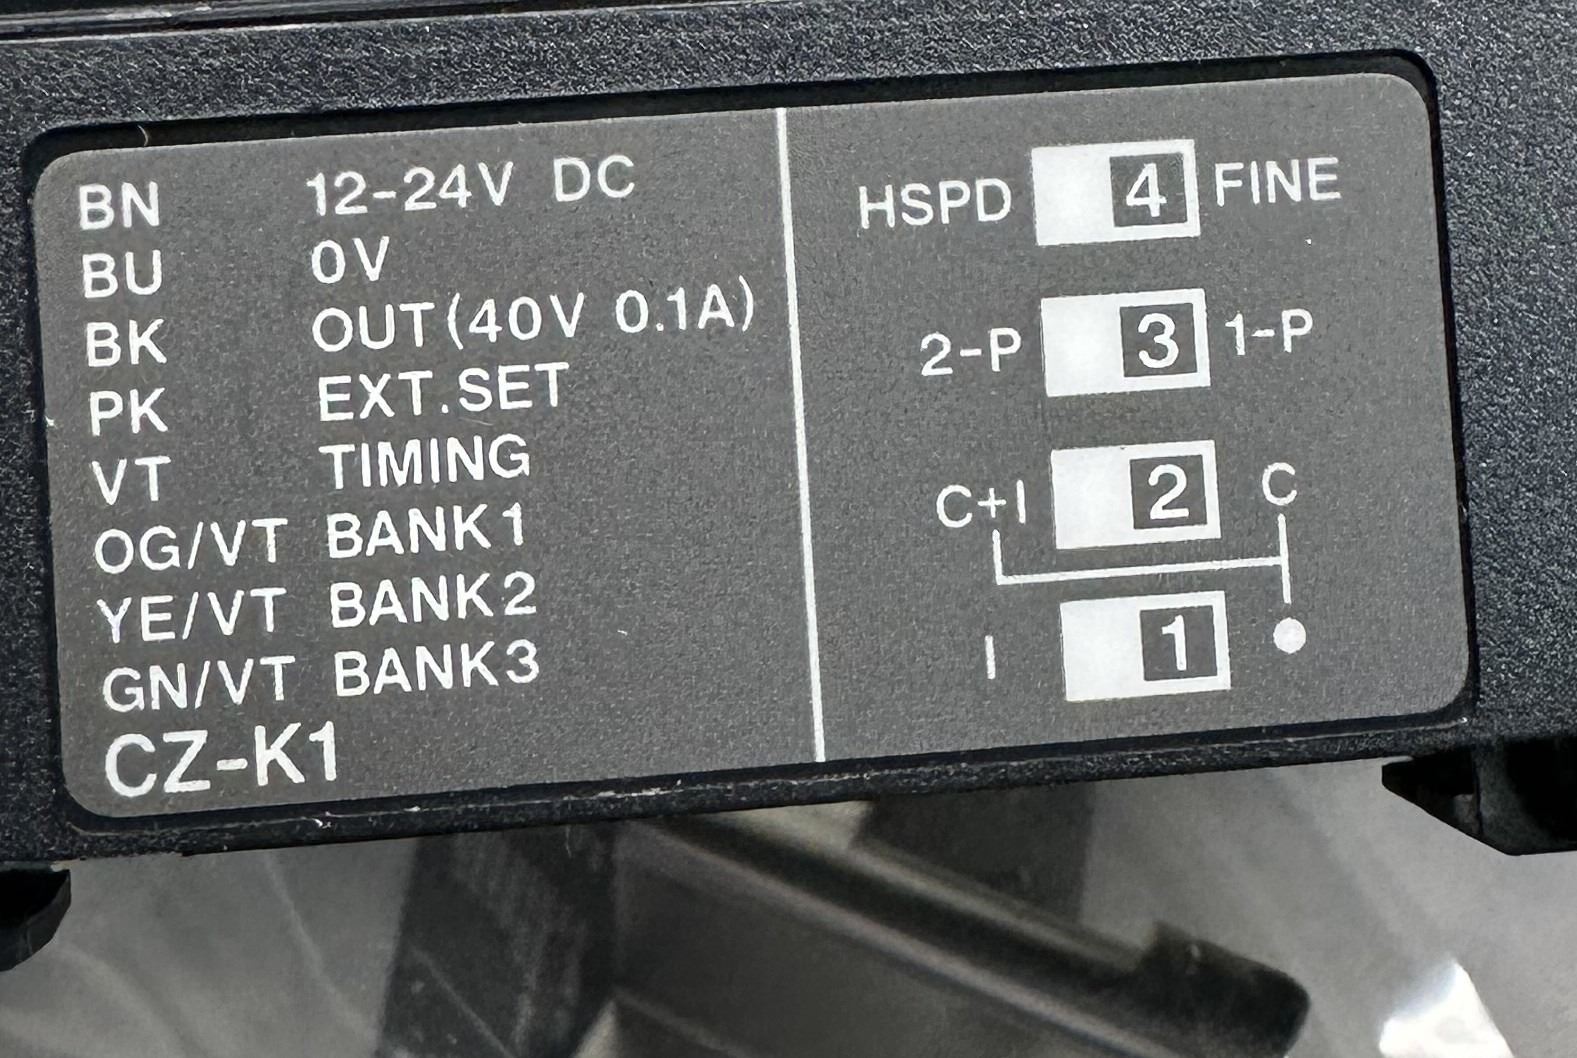 BN 12-24V DC
BU 0V
BK OUT(40V 0.1A)
PK EXT.SET
VT TIMING
OG/VT BANK1
YE/VT BANK2
GN/VT BANK3
CZ-K1
HSPD 4 FINE
2-P 3 1-P
C+I 2 C
I 1